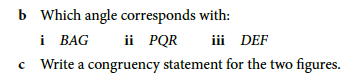 b Which angle corresponds with:
i BAG ii PQR iii DEF
c Write a congruency statement for the two figures.